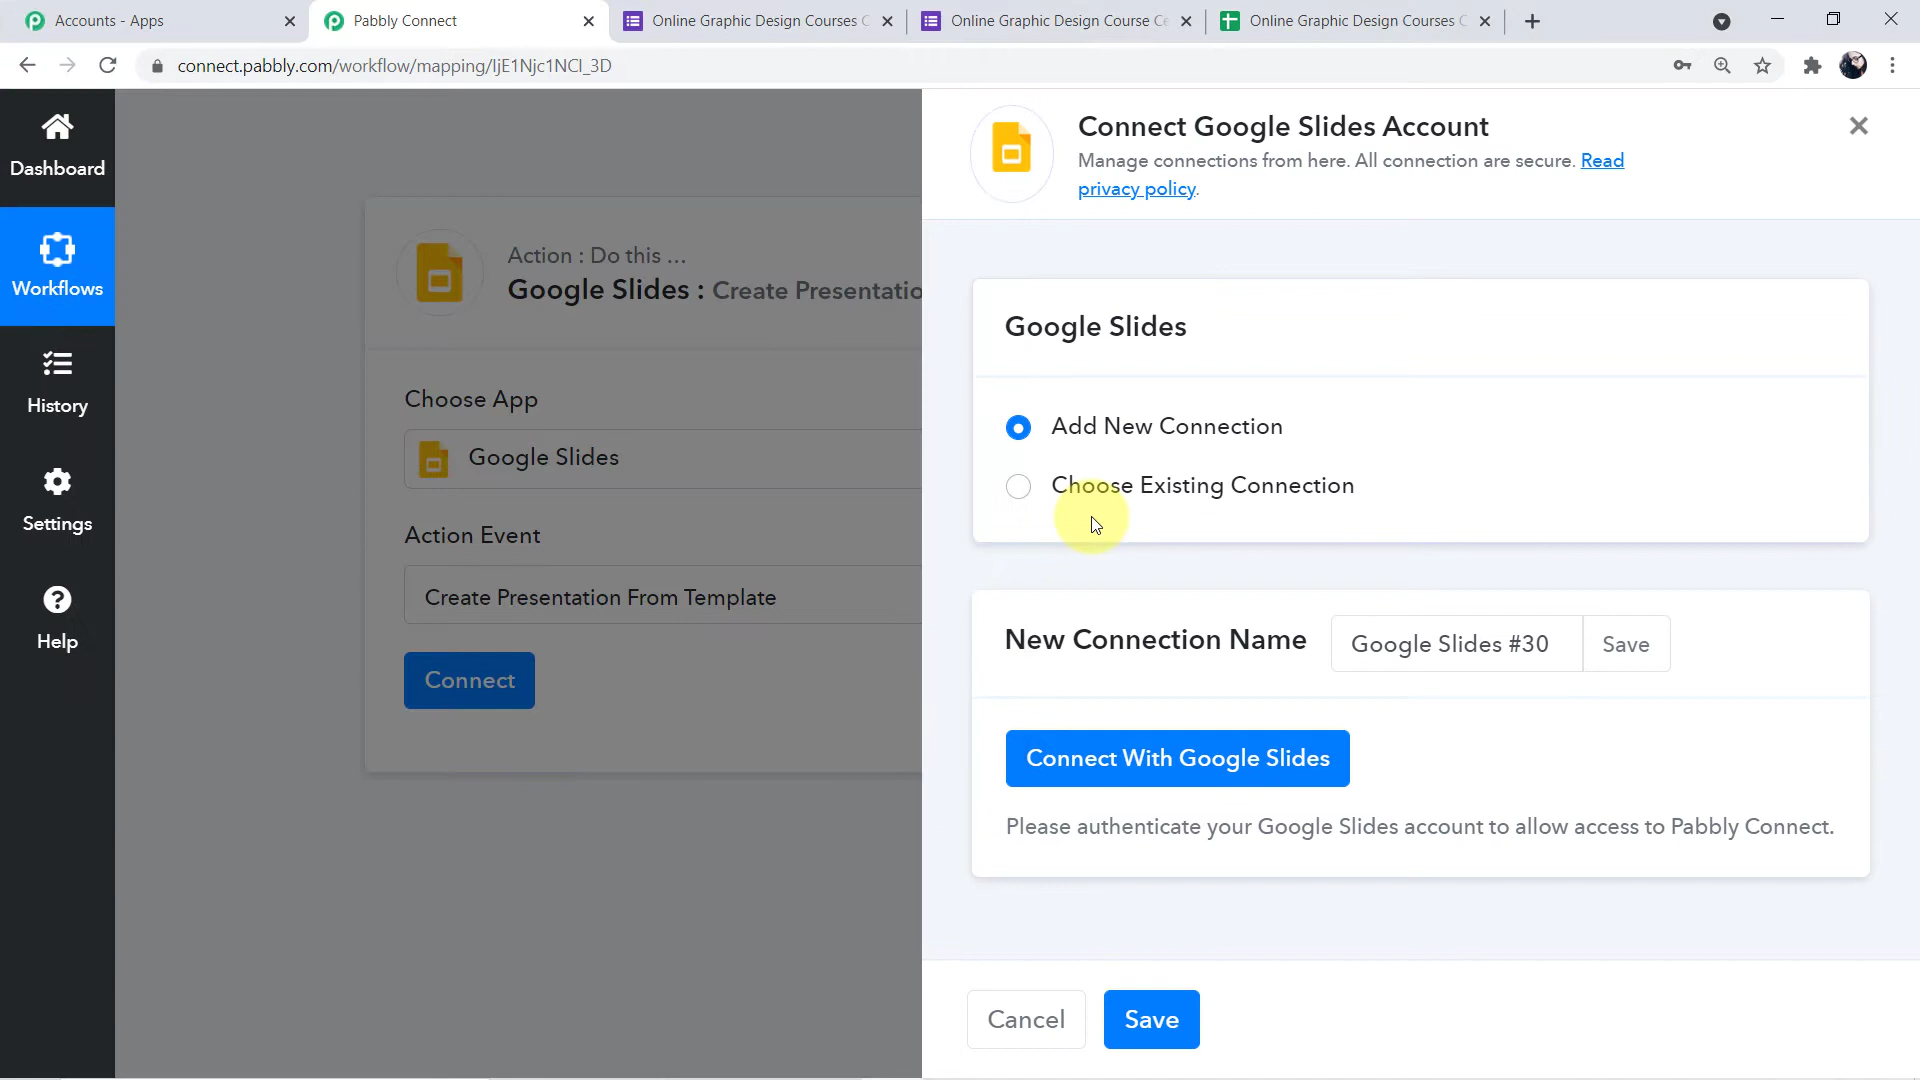 Accounts - Apps
Pabbly Connect
Online Graphic Design Courses C
Online Graphic Design Course Ce
Online Graphic Design Courses C
connect.pabbly.com/workflow/mapping/IjE1Njc1NCI_3D
Dashboard
Workflows
History
Settings
Help
Action : Do this ...
Google Slides : Create Presentatio
Choose App
Google Slides
Action Event
Create Presentation From Template
Connect
Connect Google Slides Account
Manage connections from here. All connection are secure. Read
privacy policy.
Google Slides
Add New Connection
Choose Existing Connection
New Connection Name
Google Slides #30
Save
Connect With Google Slides
Please authenticate your Google Slides account to allow access to Pabbly Connect.
Cancel
Save